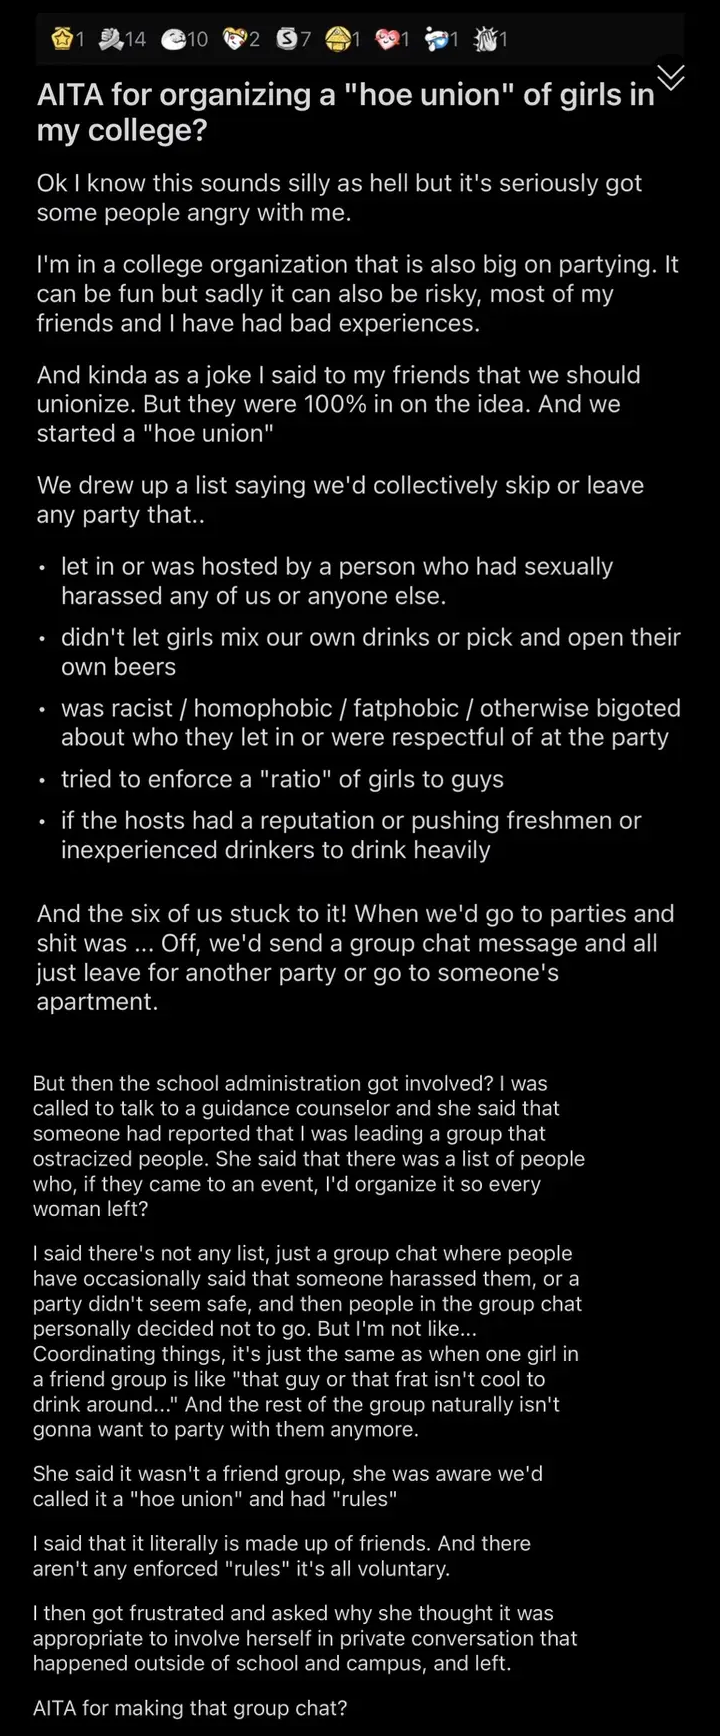 1 14 10 2 S 7 1 1 1 1
AITA for organizing a "hoe union" of girls in
my college?
Ok I know this sounds silly as hell but it's seriously got
some people angry with me.
I'm in a college organization that is also big on partying. It
can be fun but sadly it can also be risky, most of my
friends and I have had bad experiences.
And kinda as a joke I said to my friends that we should
unionize. But they were 100% in on the idea. And we
started a "hoe union"
We drew up a list saying we'd collectively skip or leave
any party that..
• let in or was hosted by a person who had sexually
harassed any of us or anyone else.
• didn't let girls mix our own drinks or pick and open their
own beers
• was racist / homophobic / fatphobic / otherwise bigoted
about who they let in or were respectful of at the party
• tried to enforce a "ratio" of girls to guys
• if the hosts had a reputation or pushing freshmen or
inexperienced drinkers to drink heavily
And the six of us stuck to it! When we'd go to parties and
shit was ... Off, we'd send a group chat message and all
just leave for another party or go to someone's
apartment.
But then the school administration got involved? I was
called to talk to a guidance counselor and she said that
someone had reported that I was leading a group that
ostracized people. She said that there was a list of people
who, if they came to an event, I'd organize it so every
woman left?
I said there's not any list, just a group chat where people
have occasionally said that someone harassed them, or a
party didn't seem safe, and then people in the group chat
personally decided not to go. But I'm not like...
Coordinating things, it's just the same as when one girl in
a friend group is like "that guy or that frat isn't cool to
drink around..." And the rest of the group naturally isn't
gonna want to party with them anymore.
She said it wasn't a friend group, she was aware we'd
called it a "hoe union" and had "rules"
I said that it literally is made up of friends. And there
aren't any enforced "rules" it's all voluntary.
I then got frustrated and asked why she thought it was
appropriate to involve herself in private conversation that
happened outside of school and campus, and left.
AITA for making that group chat?